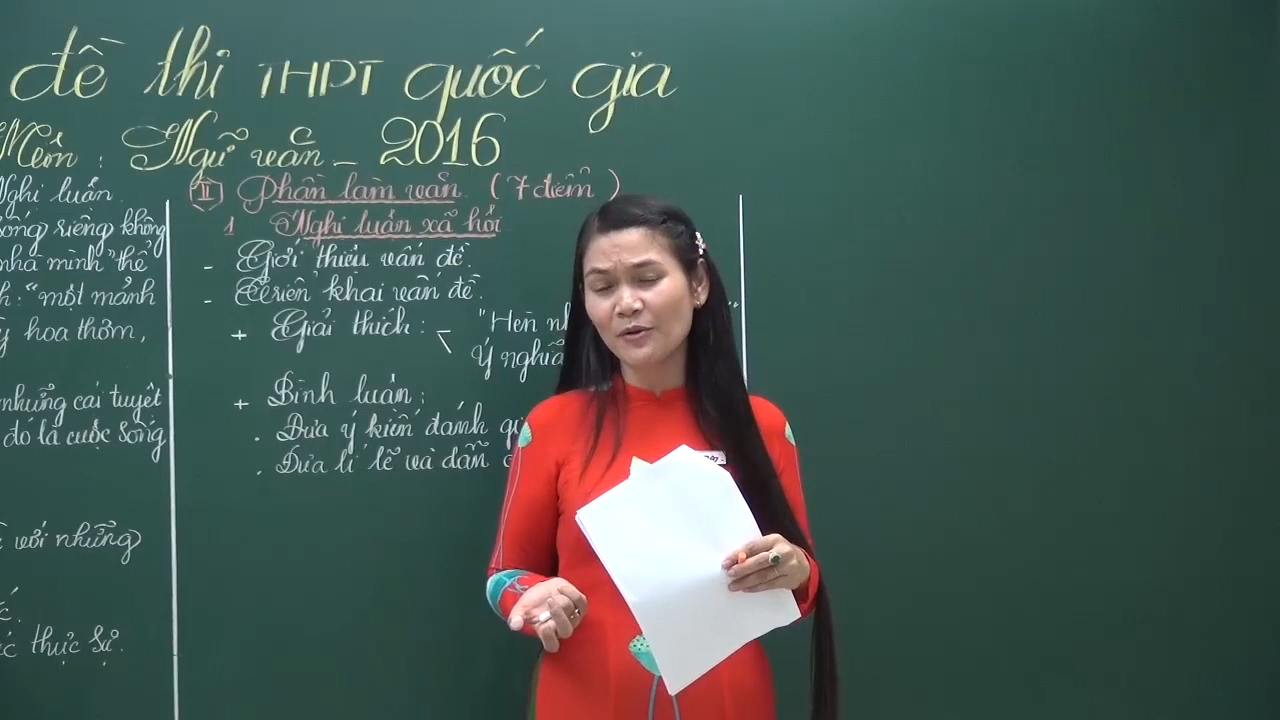 đề thi THPT quốc gia
Môn : Ngữ văn _ 2016
Nghị luận.
sống riêng không
nhà mình" thể
h: "một mảnh
hoa thơm,
những cái tuyệt
đó là cuộc sống
với những
thực sự.
II Phần làm văn. ( 7 điểm )
1 Nghị luận xã hội
- Giới thiệu vấn đề.
- Triển khai vấn đề.
+ Giải thích : - "Hèn nh
Ý nghĩa
+ Bình luận :
. Đưa ý kiến đánh gi
. Đưa lí lẽ và dẫn c